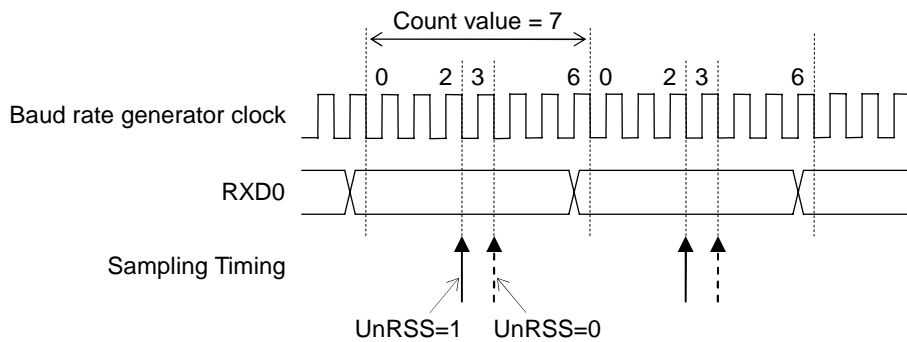 Count value = 7
0 2 3 6 0 2 3 6
Baud rate generator clock
RXD0
Sampling Timing
UnRSS=1 UnRSS=0